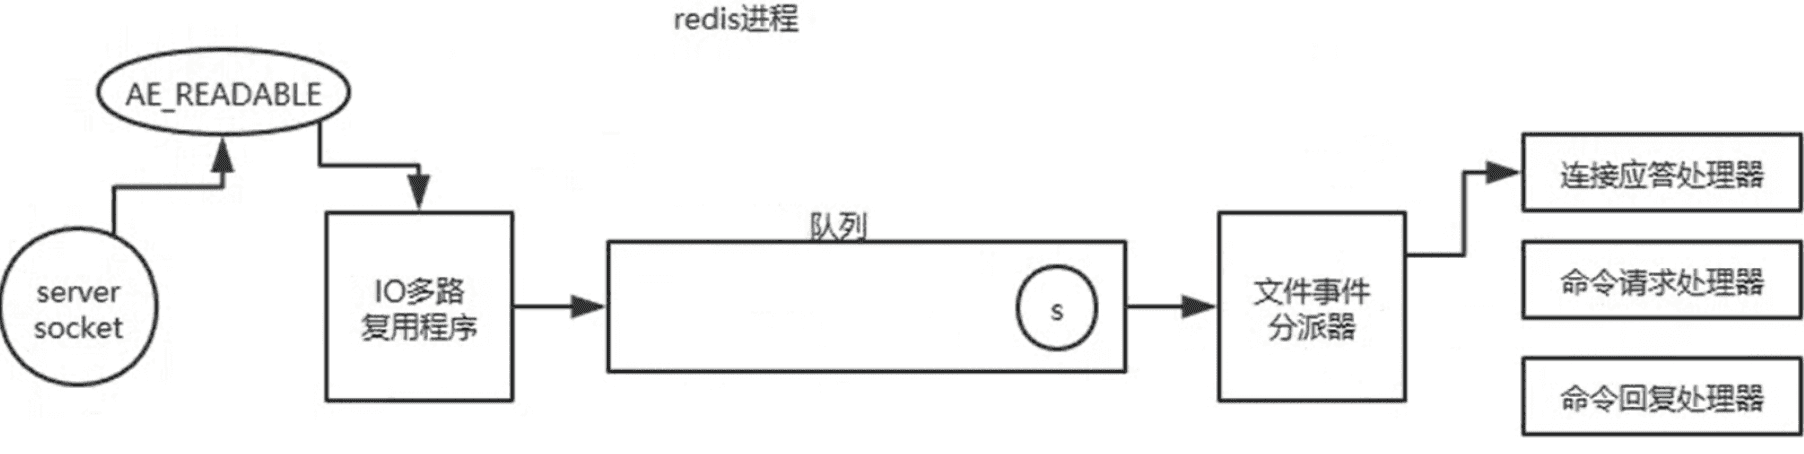 redis进程
AE_READABLE
server
socket
IO多路
复用程序
队列
s
文件事件
分派器
连接应答处理器
命令请求处理器
命令回复处理器